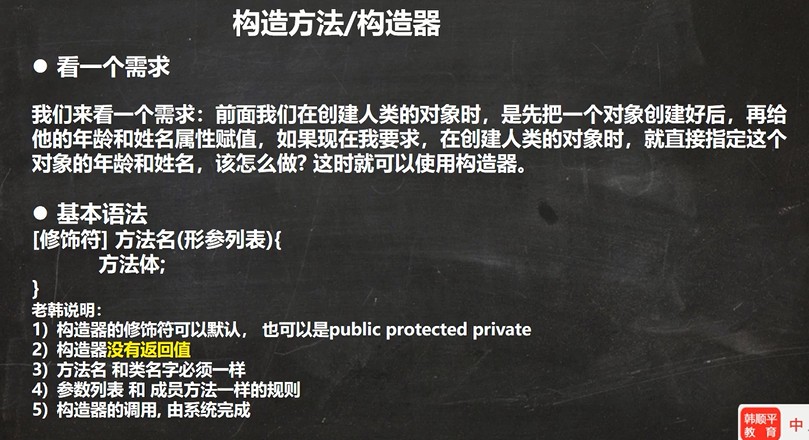 构造方法/构造器
● 看一个需求
我们来看一个需求：前面我们在创建人类的对象时，是先把一个对象创建好后，再给
他的年龄和姓名属性赋值，如果现在我要求，在创建人类的对象时，就直接指定这个
对象的年龄和姓名，该怎么做? 这时就可以使用构造器。
● 基本语法
[修饰符] 方法名(形参列表){
方法体;
}
老韩说明：
1) 构造器的修饰符可以默认， 也可以是public protected private
2) 构造器没有返回值
3) 方法名 和类名字必须一样
4) 参数列表 和 成员方法一样的规则
5) 构造器的调用, 由系统完成
韩顺平
教育
中